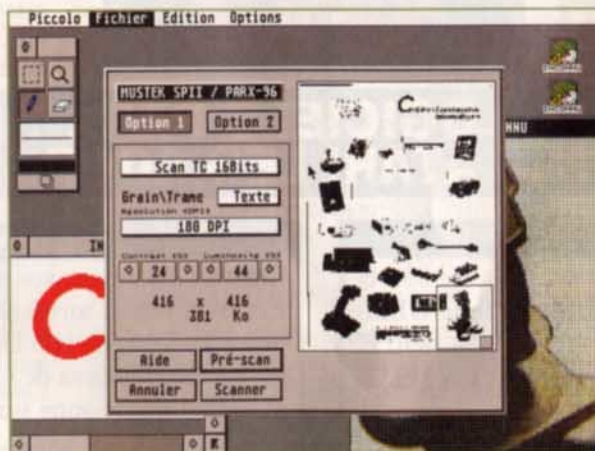 Piccolo Fichier Edition Options
MUSTEK SPII / PARX-96
Option 1 Option 2
Scan TC 16Bits
Grain\Trame Texte
180 DPI
24 44
416 x 416
381 Ko
Aide Pré-scan
Annuler Scanner
IN
C